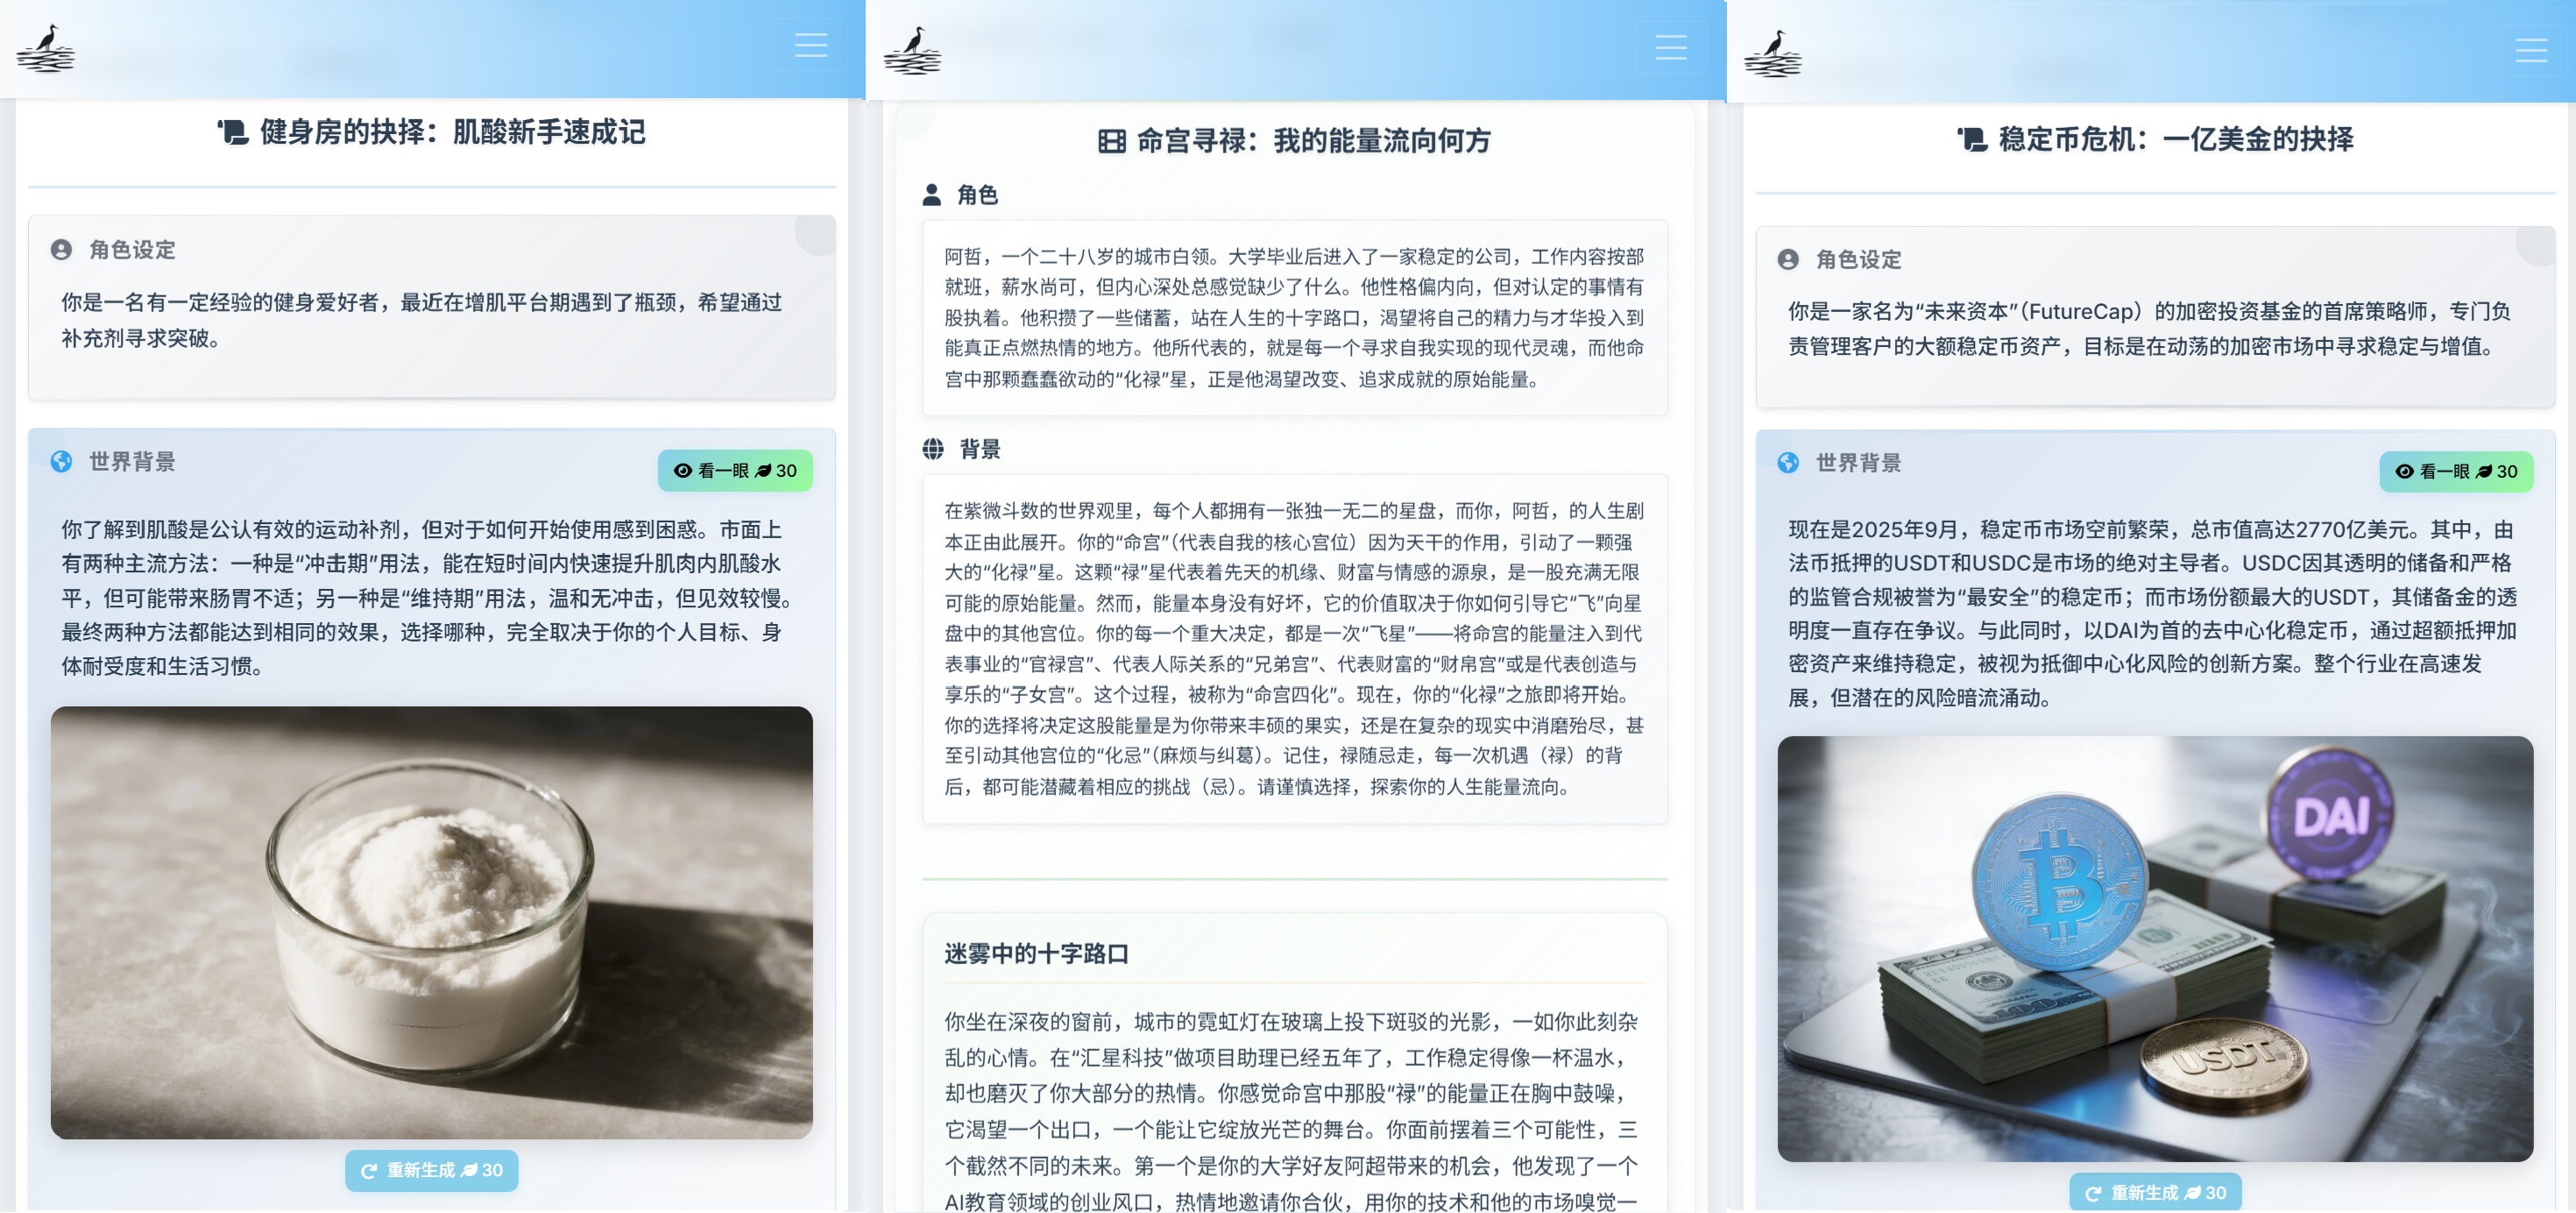 健身房的抉择：肌酸新手速成记
角色设定
你是一名有一定经验的健身爱好者，最近在增肌平台期遇到了瓶颈，希望通过
补充剂寻求突破。
世界背景
看一眼 30
你了解到肌酸是公认有效的运动补剂，但对于如何开始使用感到困惑。市面上
有两种主流方法：一种是“冲击期”用法，能在短时间内快速提升肌肉内肌酸水
平，但可能带来肠胃不适；另一种是“维持期”用法，温和无冲击，但见效较慢。
最终两种方法都能达到相同的效果，选择哪种，完全取决于你的个人目标、身
体耐受度和生活习惯。
重新生成 30
命宫寻禄：我的能量流向何方
角色
阿哲，一个二十八岁的城市白领。大学毕业后进入了一家稳定的公司，工作内容按部
就班，薪水尚可，但内心深处总感觉缺少了什么。他性格偏内向，但对认定的事情有
股执着。他积攒了一些储蓄，站在人生的十字路口，渴望将自己的精力与才华投入到
能真正点燃热情的地方。他所代表的，就是每一个寻求自我实现的现代灵魂，而他命
宫中那颗蠢蠢欲动的“化禄”星，正是他渴望改变、追求成就的原始能量。
背景
在紫微斗数的世界观里，每个人都拥有一张独一无二的星盘，而你，阿哲，的人生剧
本正由此展开。你的“命宫”（代表自我的核心宫位）因为天干的作用，引动了一颗强
大的“化禄”星。这颗“禄”星代表着先天的机缘、财富与情感的源泉，是一股充满无限
可能的原始能量。然而，能量本身没有好坏，它的价值取决于你如何引导它“飞”向星
盘中的其他宫位。你的每一个重大决定，都是一次“飞星”——将命宫的能量注入到代
表事业的“官禄宫”、代表人际关系的“兄弟宫”、代表财富的“财帛宫”或是代表创造与
享乐的“子女宫”。这个过程，被称为“命宫四化”。现在，你的“化禄”之旅即将开始。
你的选择将决定这股能量是为你带来丰硕的果实，还是在复杂的现实中消磨殆尽，甚
至引动其他宫位的“化忌”（麻烦与纠葛）。记住，禄随忌走，每一次机遇（禄）的背
后，都可能潜藏着相应的挑战（忌）。请谨慎选择，探索你的人生能量流向。
迷雾中的十字路口
你坐在深夜的窗前，城市的霓虹灯在玻璃上投下斑驳的光影，一如你此刻杂
乱的心情。在“汇星科技”做项目助理已经五年了，工作稳定得像一杯温水，
却也磨灭了你大部分的热情。你感觉命宫中那股“禄”的能量正在胸中鼓噪，
它渴望一个出口，一个能让它绽放光芒的舞台。你面前摆着三个可能性，三
个截然不同的未来。第一个是你的大学好友阿超带来的机会，他发现了一个
AI教育领域的创业风口，热情地邀请你合伙，用你的技术和他的市场嗅觉一
稳定币危机：一亿美金的抉择
角色设定
你是一家名为“未来资本”（FutureCap）的加密投资基金的首席策略师，专门负
责管理客户的大额稳定币资产，目标是在动荡的加密市场中寻求稳定与增值。
世界背景
看一眼 30
现在是2025年9月，稳定币市场空前繁荣，总市值高达2770亿美元。其中，由
法币抵押的USDT和USDC是市场的绝对主导者。USDC因其透明的储备和严格
的监管合规被誉为“最安全”的稳定币；而市场份额最大的USDT，其储备金的透
明度一直存在争议。与此同时，以DAI为首的去中心化稳定币，通过超额抵押加
密资产来维持稳定，被视为抵御中心化风险的创新方案。整个行业在高速发
展，但潜在的风险暗流涌动。
DAI
USDT
重新生成 30